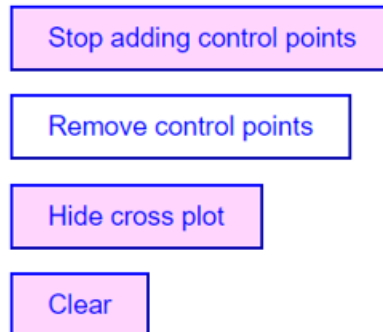 Stop adding control points
Remove control points
Hide cross plot
Clear